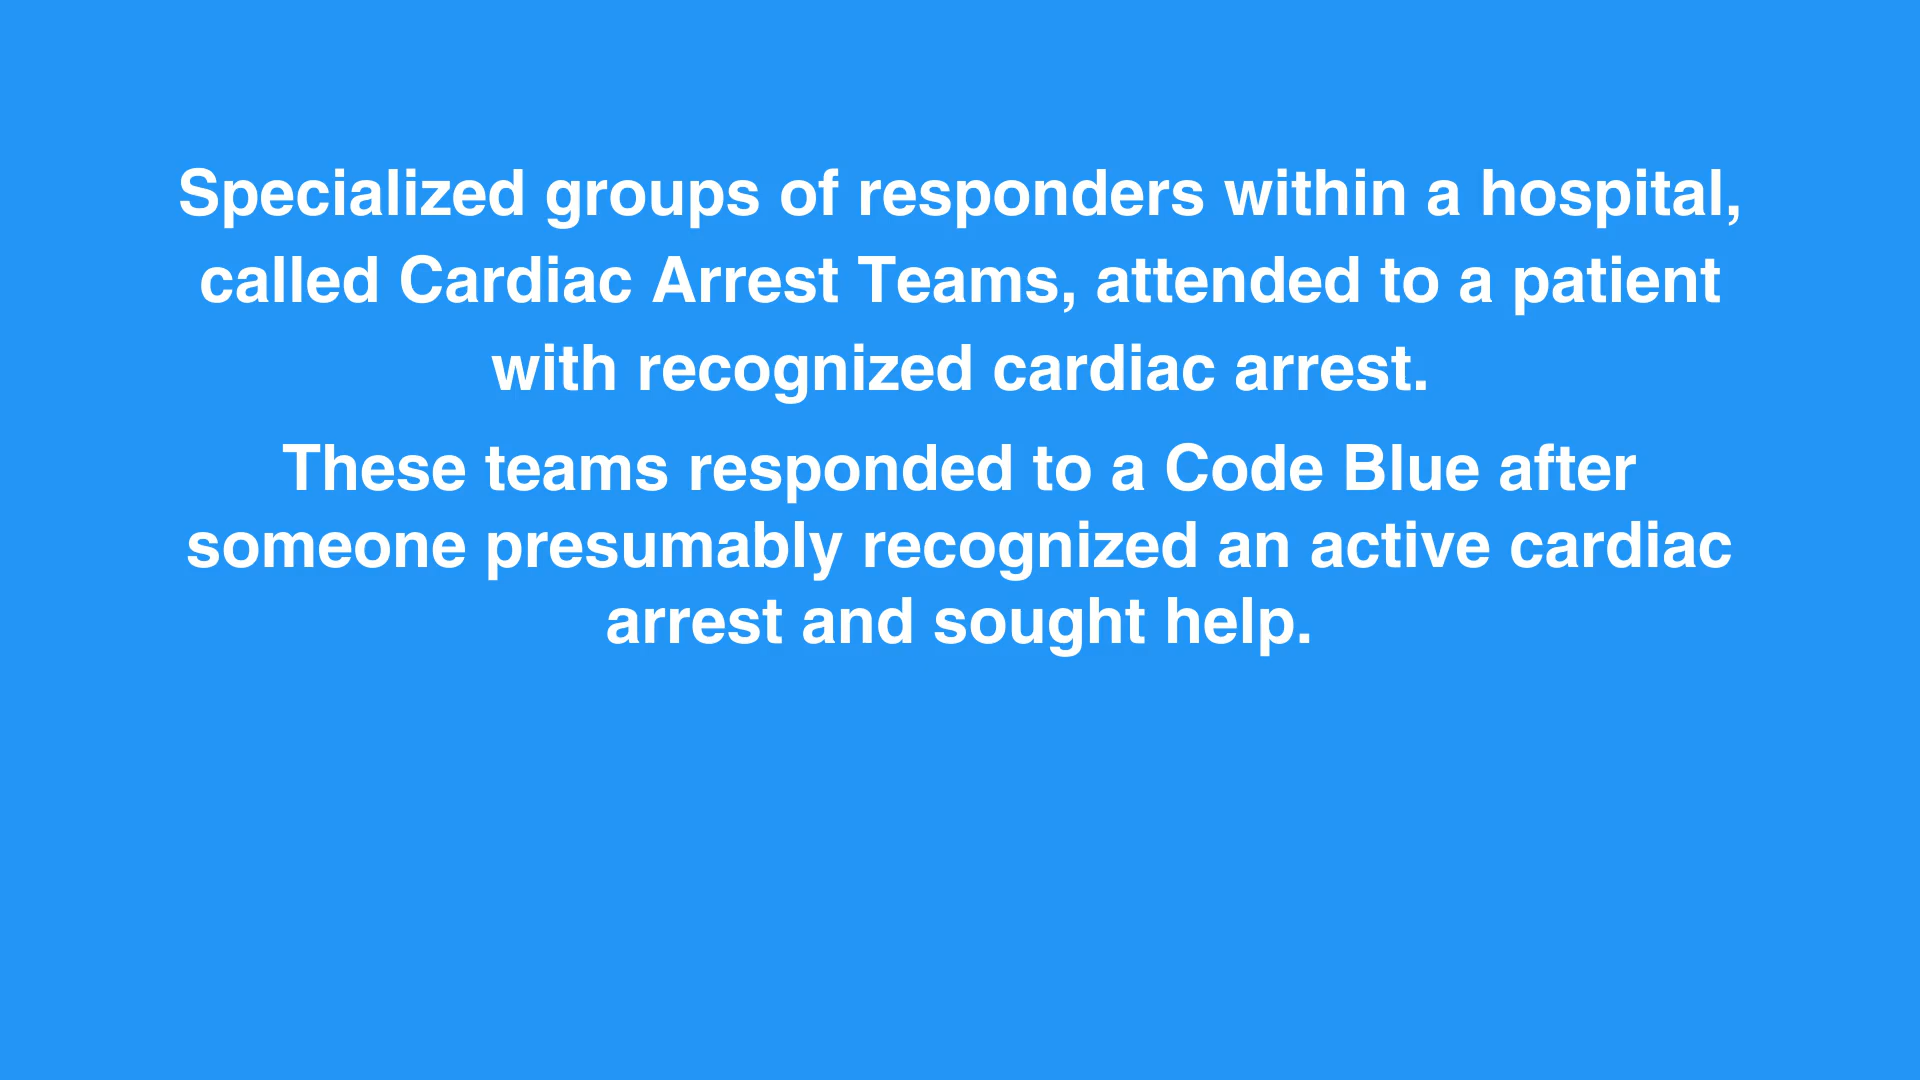 Specialized groups of responders within a hospital,
called Cardiac Arrest Teams, attended to a patient
with recognized cardiac arrest.
These teams responded to a Code Blue after
someone presumably recognized an active cardiac
arrest and sought help.